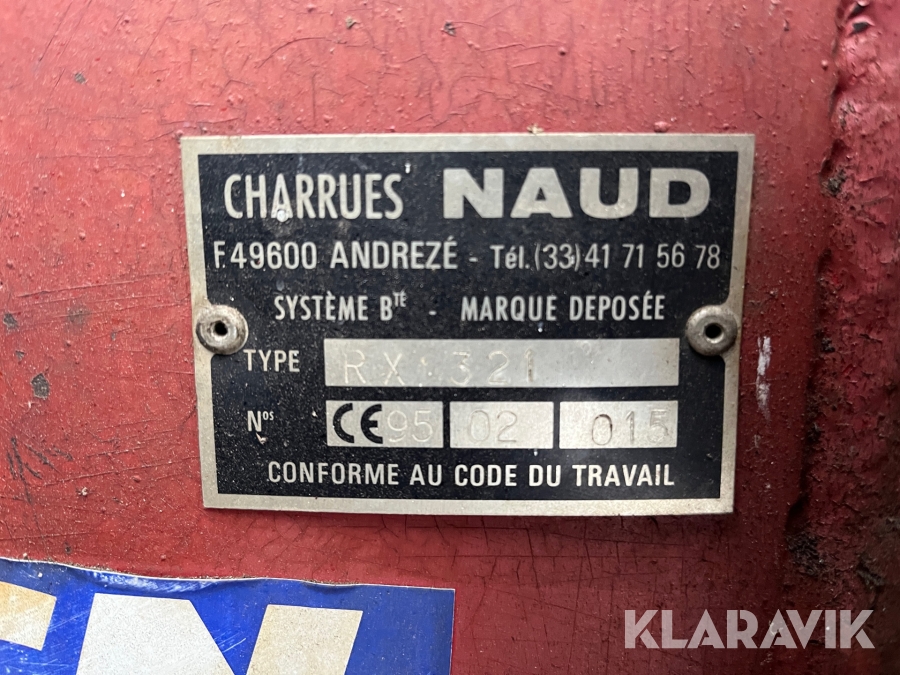 CHARRUES NAUD
F.49600 ANDREZÉ - Tél.(33)41 71 56 78
SYSTÈME BTÉ - MARQUE DEPOSÉE
TYPE RX 321
Nos CE 95 02 015
CONFORME AU CODE DU TRAVAIL
KLARAVIK